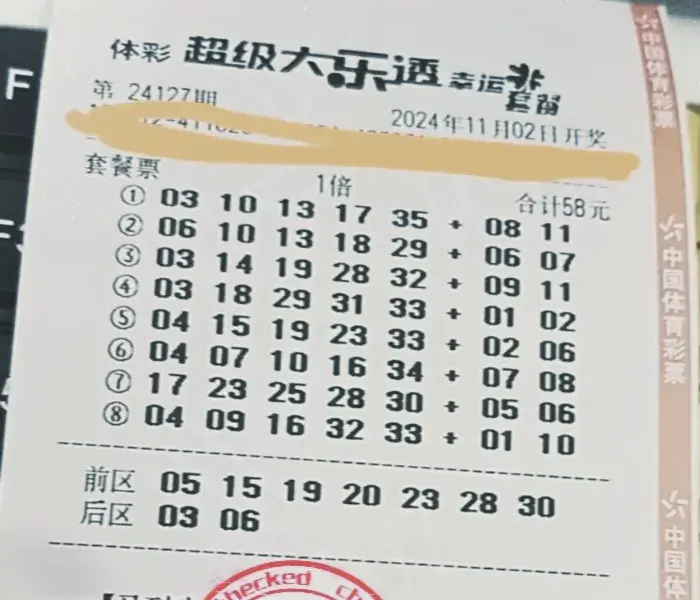 体彩 超级大乐透 幸运非套餐
第 24127期
2024年11月02日开奖
套餐票 1倍 合计58元
① 03 10 13 17 35 + 08 11
② 06 10 13 18 29 + 06 07
③ 03 14 19 28 32 + 09 11
④ 03 18 29 31 33 + 01 02
⑤ 04 15 19 23 33 + 02 06
⑥ 04 07 10 16 34 + 07 08
⑦ 17 23 25 28 30 + 05 06
⑧ 04 09 16 32 33 + 01 10
前区 05 15 19 20 23 28 30
后区 03 06
checked
中国体育彩票
中国体育彩票
中国体
F